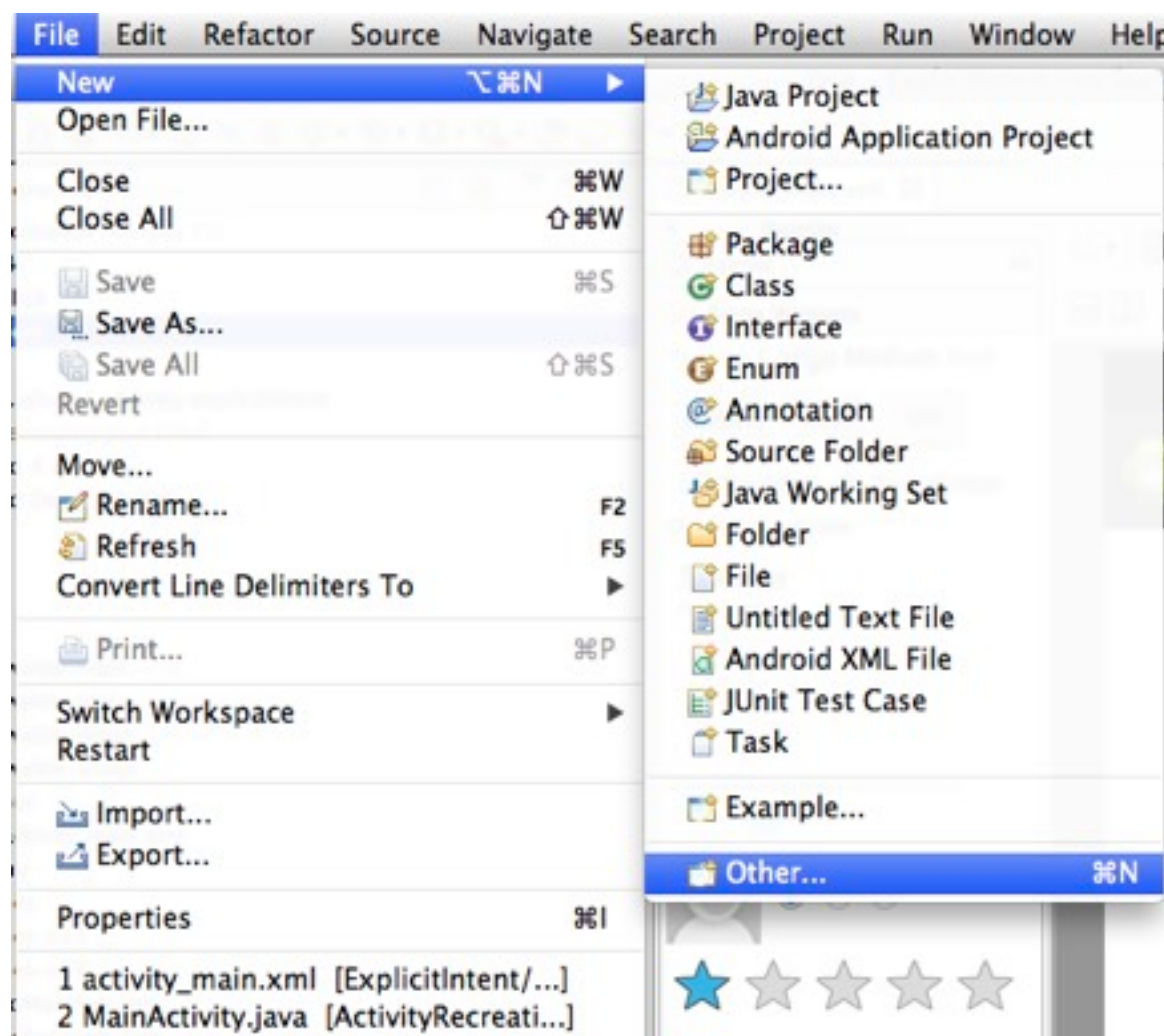 File Edit Refactor Source Navigate Search Project Run Window Help
New ⌥⌘N ▶
Open File...
Close ⌘W
Close All ⇧⌘W
Save ⌘S
Save As...
Save All ⇧⌘S
Revert
Move...
Rename... F2
Refresh F5
Convert Line Delimiters To ▶
Print... ⌘P
Switch Workspace ▶
Restart
Import...
Export...
Properties ⌘I
1 activity_main.xml [ExplicitIntent/...]
2 MainActivity.java [ActivityRecreati...]
Java Project
Android Application Project
Project...
Package
Class
Interface
Enum
Annotation
Source Folder
Java Working Set
Folder
File
Untitled Text File
Android XML File
JUnit Test Case
Task
Example...
Other... ⌘N